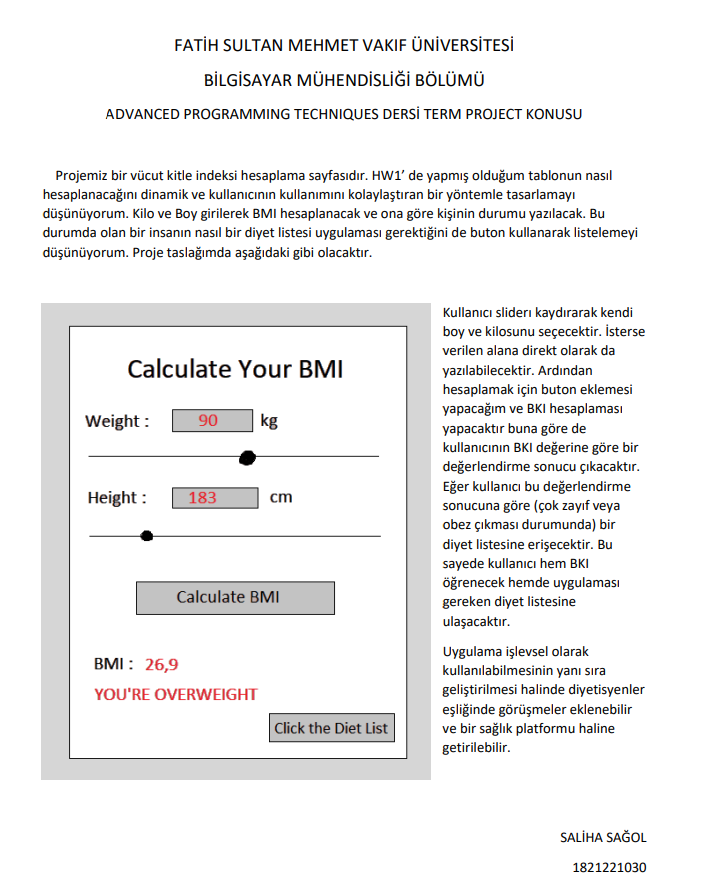 FATİH SULTAN MEHMET VAKIF ÜNİVERSİTESİ
BİLGİSAYAR MÜHENDİSLİĞİ BÖLÜMÜ
ADVANCED PROGRAMMING TECHNIQUES DERSİ TERM PROJECT KONUSU
Projemiz bir vücut kitle indeksi hesaplama sayfasıdır. HW1’ de yapmış olduğum tablonun nasıl
hesaplanacağını dinamik ve kullanıcının kullanımını kolaylaştıran bir yöntemle tasarlamayı
düşünüyorum. Kilo ve Boy girilerek BMI hesaplanacak ve ona göre kişinin durumu yazılacak. Bu
durumda olan bir insanın nasıl bir diyet listesi uygulaması gerektiğini de buton kullanarak listelemeyi
düşünüyorum. Proje taslağımda aşağıdaki gibi olacaktır.
Calculate Your BMI
Weight : 90 kg
Height : 183 cm
Calculate BMI
BMI : 26,9
YOU'RE OVERWEIGHT
Click the Diet List
Kullanıcı sliderı kaydırarak kendi
boy ve kilosunu seçecektir. İsterse
verilen alana direkt olarak da
yazılabilecektir. Ardından
hesaplamak için buton eklemesi
yapacağım ve BKI hesaplaması
yapacaktır buna göre de
kullanıcının BKI değerine göre bir
değerlendirme sonucu çıkacaktır.
Eğer kullanıcı bu değerlendirme
sonucuna göre (çok zayıf veya
obez çıkması durumunda) bir
diyet listesine erişecektir. Bu
sayede kullanıcı hem BKI
öğrenecek hemde uygulaması
gereken diyet listesine
ulaşacaktır.
Uygulama işlevsel olarak
kullanılabilmesinin yanı sıra
geliştirilmesi halinde diyetisyenler
eşliğinde görüşmeler eklenebilir
ve bir sağlık platformu haline
getirilebilir.
SALİHA SAĞOL
1821221030